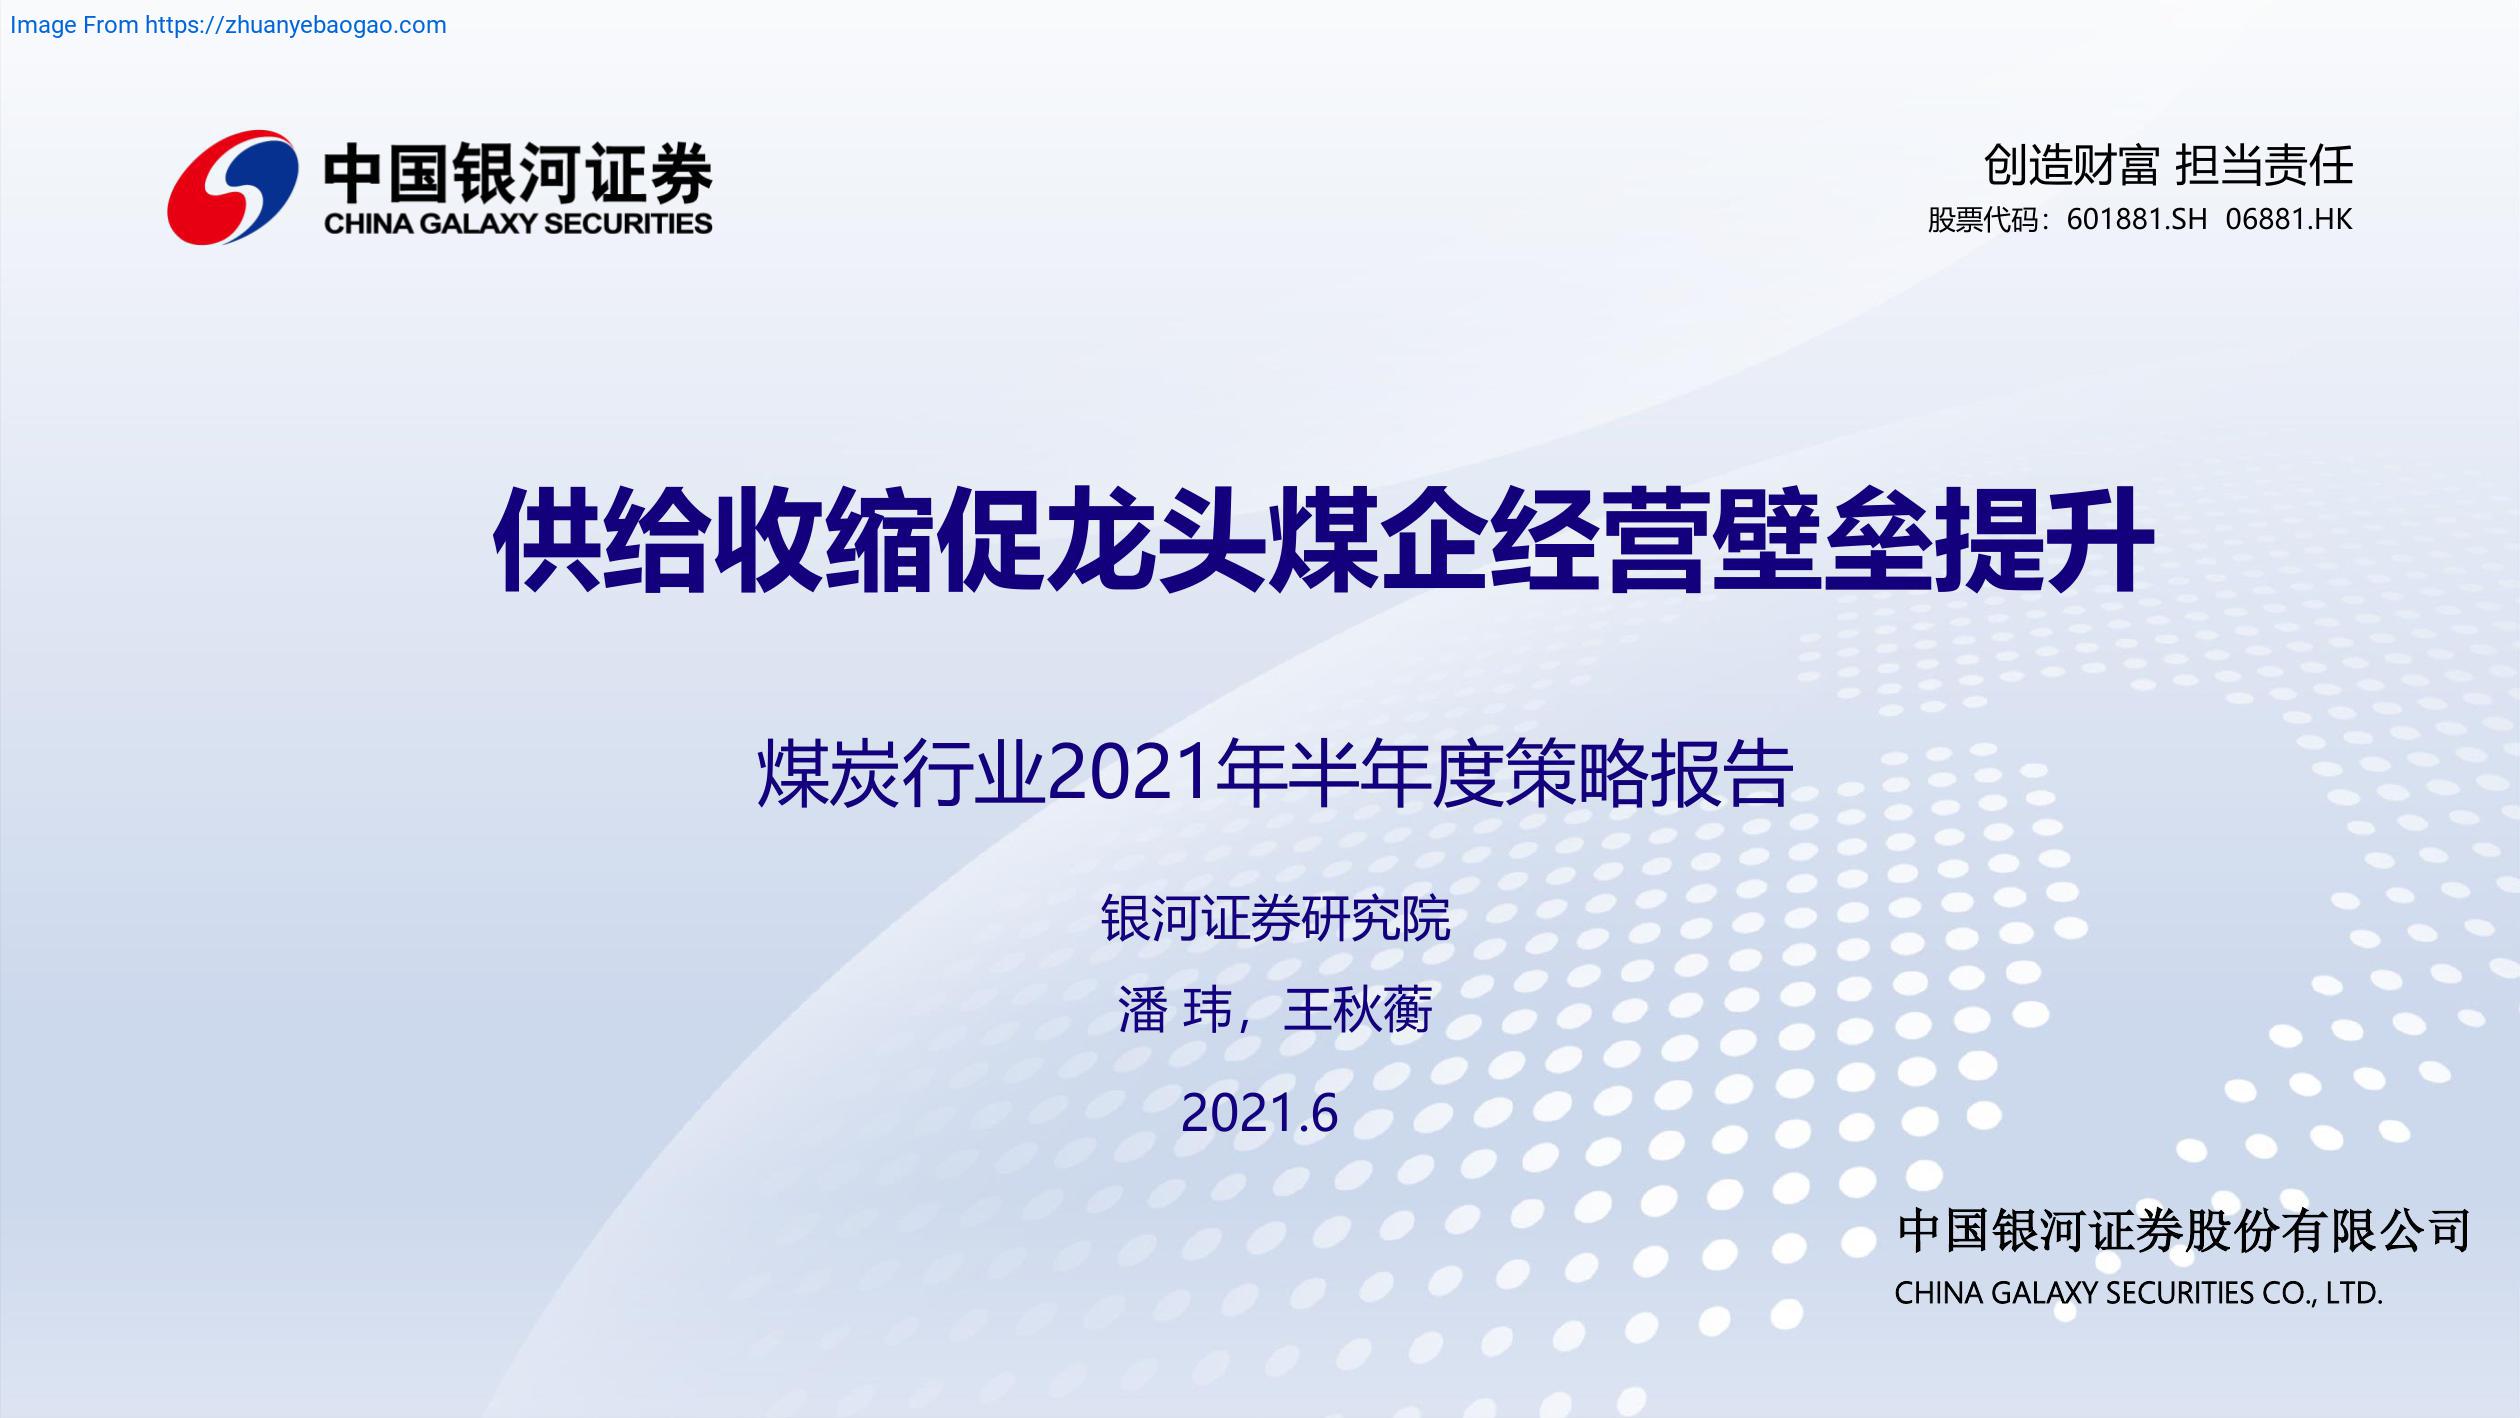 Image From https://zhuanyebaogao.com
中国银河证券
CHINA GALAXY SECURITIES
创造财富 担当责任
股票代码：601881.SH 06881.HK
供给收缩促龙头煤企经营壁垒提升
煤炭行业2021年半年度策略报告
银河证券研究院
潘 玮，王秋蘅
2021.6
中国银河证券股份有限公司
CHINA GALAXY SECURITIES CO., LTD.